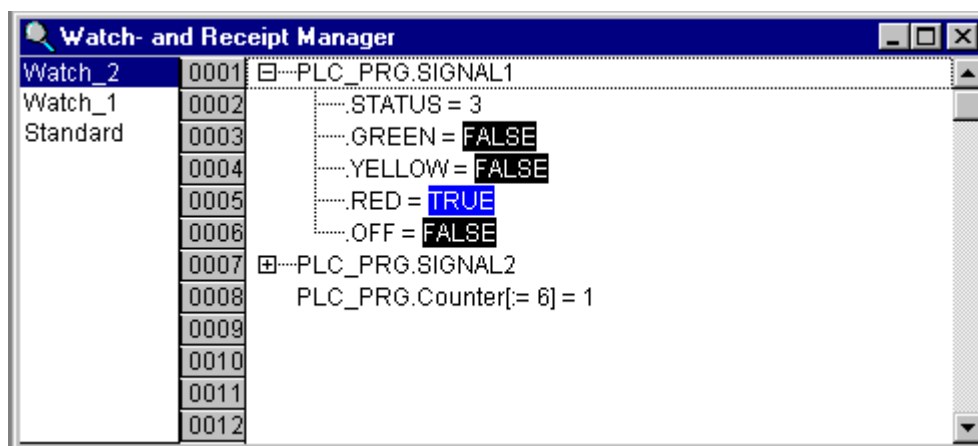 Watch- and Receipt Manager
Watch_2
Watch_1
Standard
0001 PLC_PRG.SIGNAL1
0002 .STATUS = 3
0003 .GREEN = FALSE
0004 .YELLOW = FALSE
0005 .RED = TRUE
0006 .OFF = FALSE
0007 PLC_PRG.SIGNAL2
0008 PLC_PRG.Counter[:= 6] = 1
0009
0010
0011
0012